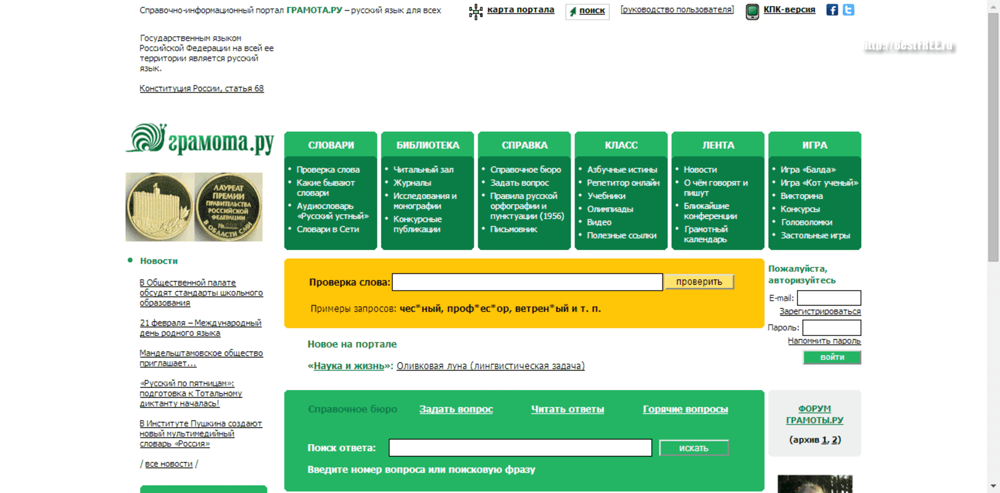 Справочно-информационный портал ГРАМОТА.РУ – русский язык для всех
карта портала
поиск
[руководство пользователя]
КПК-версия
http://BestFREE.ru
Государственным языком
Российской Федерации на всей ее
территории является русский
язык.
Конституция России, статья 68
грамота.ру
СЛОВАРИ
Проверка слова
Какие бывают
словари
Аудиословарь
«Русский устный»
Словари в Сети
БИБЛИОТЕКА
Читальный зал
Журналы
Исследования и
монографии
Конкурсные
публикации
СПРАВКА
Справочное бюро
Задать вопрос
Правила русской
орфографии и
пунктуации (1956)
Письмовник
КЛАСС
Азбучные истины
Репетитор онлайн
Учебники
Олимпиады
Видео
Полезные ссылки
ЛЕНТА
Новости
О чём говорят и
пишут
Ближайшие
конференции
Грамотный
календарь
ИГРА
Игра «Балда»
Игра «Кот ученый»
Викторина
Конкурсы
Головоломки
Застольные игры
ЛАУРЕАТ
ПРЕМИИ
ПРАВИТЕЛЬСТВА
РОССИЙСКОЙ
ФЕДЕРАЦИИ
В ОБЛАСТИ СМИ
Новости
В Общественной палате
обсудят стандарты школьного
образования
21 февраля – Международный
день родного языка
Мандельштамовское общество
приглашает...
«Русский по пятницам»:
подготовка к Тотальному
диктанту началась!
В Институте Пушкина создают
новый мультимедийный
словарь «Россия»
/ все новости /
Проверка слова:
проверить
Примеры запросов: чес*ный, проф*ес*ор, ветрен*ый и т. п.
Новое на портале
«Наука и жизнь»: Оливковая луна (лингвистическая задача)
Справочное бюро
Задать вопрос
Читать ответы
Горячие вопросы
Поиск ответа:
искать
Введите номер вопроса или поисковую фразу
Пожалуйста,
авторизуйтесь
E-mail:
Зарегистрироваться
Пароль:
Напомнить пароль
войти
ФОРУМ
ГРАМОТЫ.РУ
(архив 1, 2)